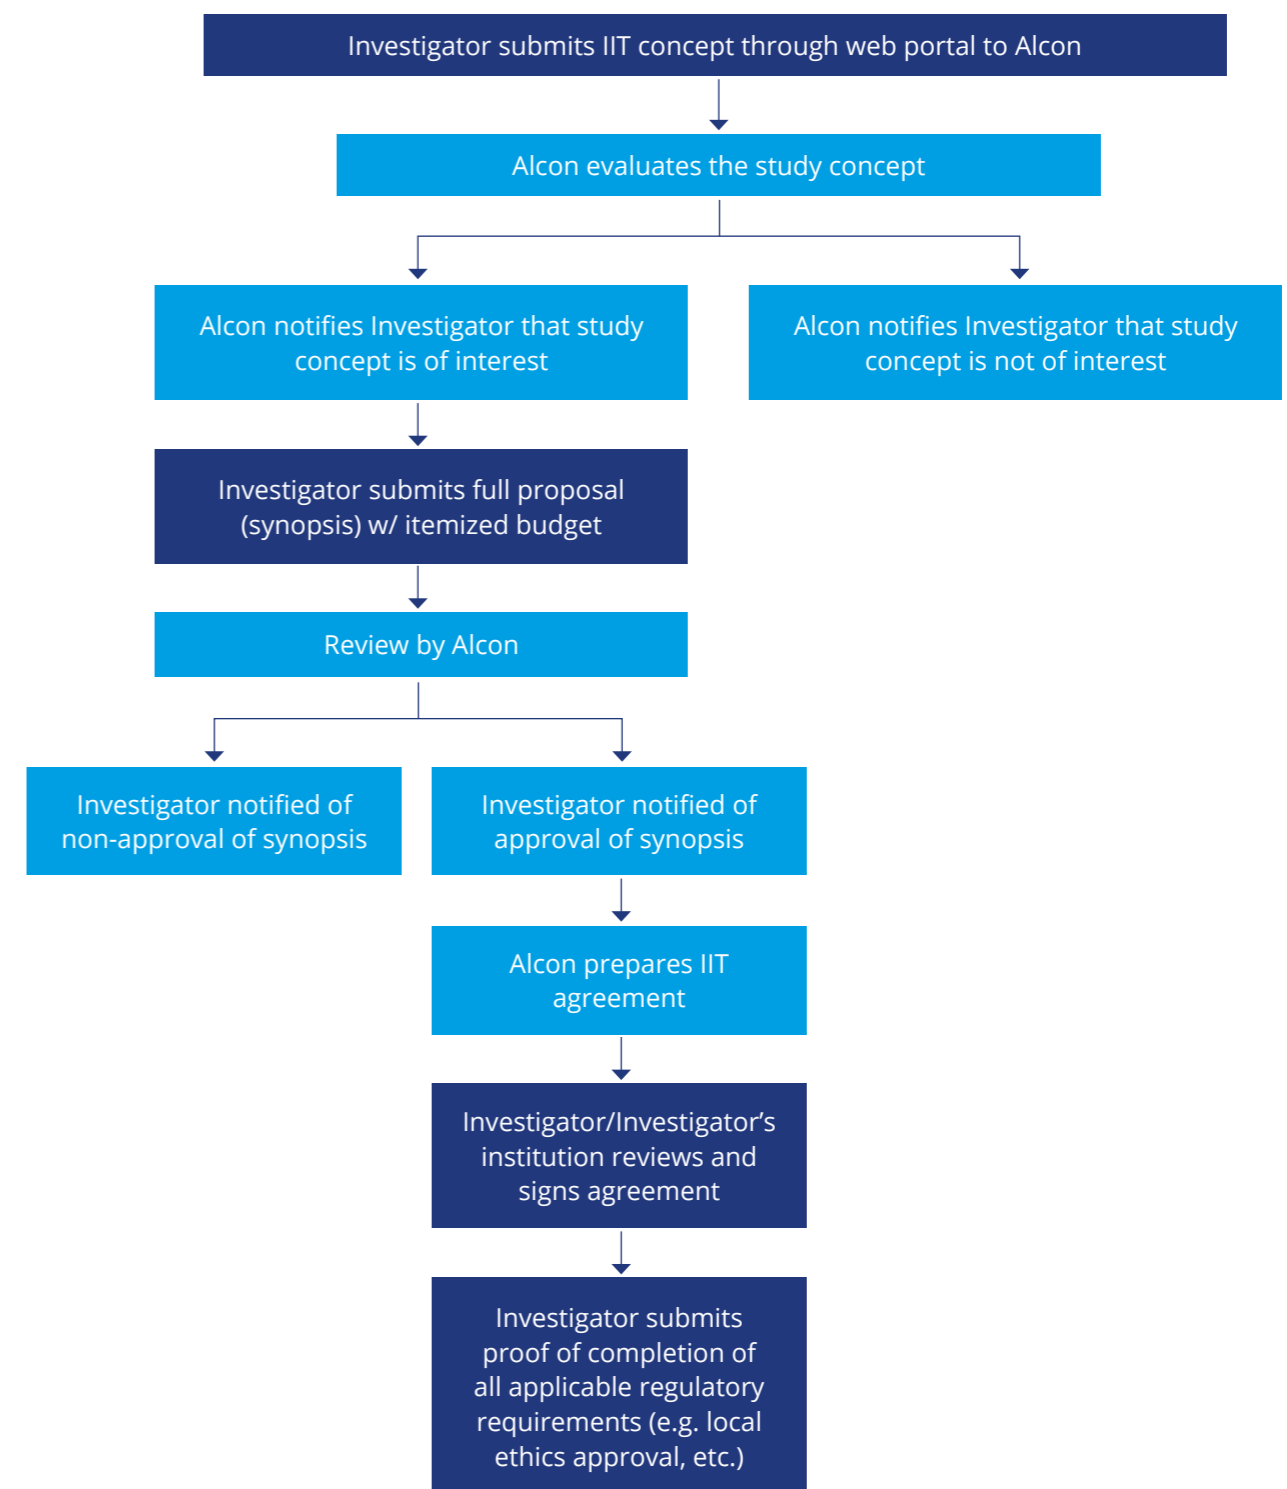 Investigator submits IIT concept through web portal to Alcon
Alcon evaluates the study concept
Alcon notifies Investigator that study
concept is of interest
Alcon notifies Investigator that study
concept is not of interest
Investigator submits full proposal
(synopsis) w/ itemized budget
Review by Alcon
Investigator notified of
non-approval of synopsis
Investigator notified of
approval of synopsis
Alcon prepares IIT
agreement
Investigator/Investigator’s
institution reviews and
signs agreement
Investigator submits
proof of completion of
all applicable regulatory
requirements (e.g. local
ethics approval, etc.)